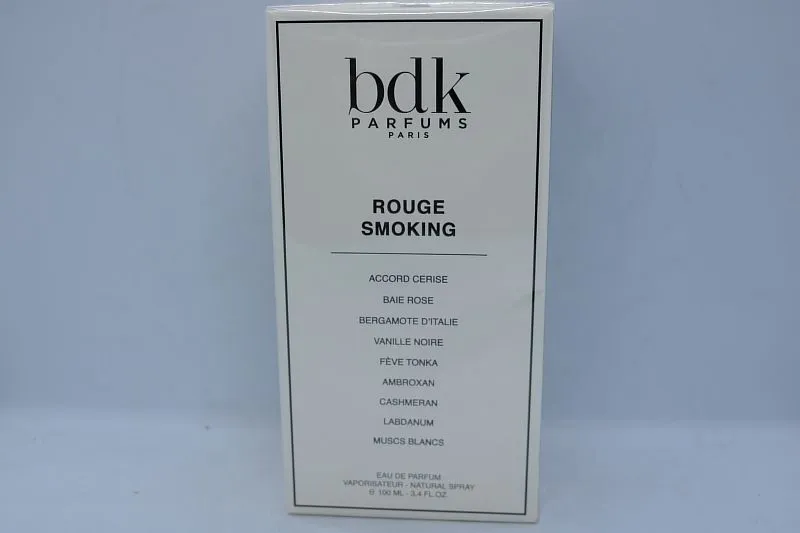 bdk
PARFUMS
PARIS
ROUGE
SMOKING
ACCORD CERISE
BAIE ROSE
BERGAMOTE D'ITALIE
VANILLE NOIRE
FÈVE TONKA
AMBROXAN
CASHMERAN
LABDANUM
MUSCS BLANCS
EAU DE PARFUM
VAPORISATEUR - NATURAL SPRAY
℮ 100 ML - 3.4 FL OZ.